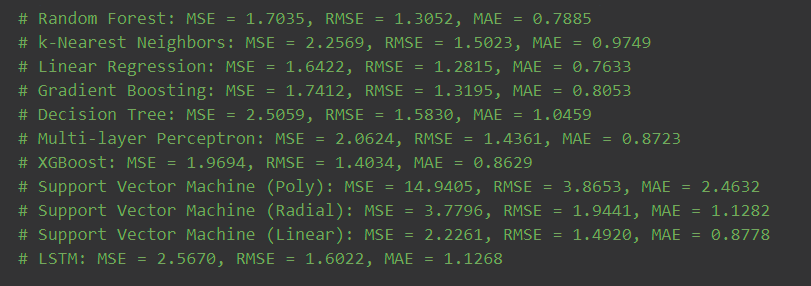 # Random Forest: MSE = 1.7035, RMSE = 1.3052, MAE = 0.7885
# k-Nearest Neighbors: MSE = 2.2569, RMSE = 1.5023, MAE = 0.9749
# Linear Regression: MSE = 1.6422, RMSE = 1.2815, MAE = 0.7633
# Gradient Boosting: MSE = 1.7412, RMSE = 1.3195, MAE = 0.8053
# Decision Tree: MSE = 2.5059, RMSE = 1.5830, MAE = 1.0459
# Multi-layer Perceptron: MSE = 2.0624, RMSE = 1.4361, MAE = 0.8723
# XGBoost: MSE = 1.9694, RMSE = 1.4034, MAE = 0.8629
# Support Vector Machine (Poly): MSE = 14.9405, RMSE = 3.8653, MAE = 2.4632
# Support Vector Machine (Radial): MSE = 3.7796, RMSE = 1.9441, MAE = 1.1282
# Support Vector Machine (Linear): MSE = 2.2261, RMSE = 1.4920, MAE = 0.8778
# LSTM: MSE = 2.5670, RMSE = 1.6022, MAE = 1.1268